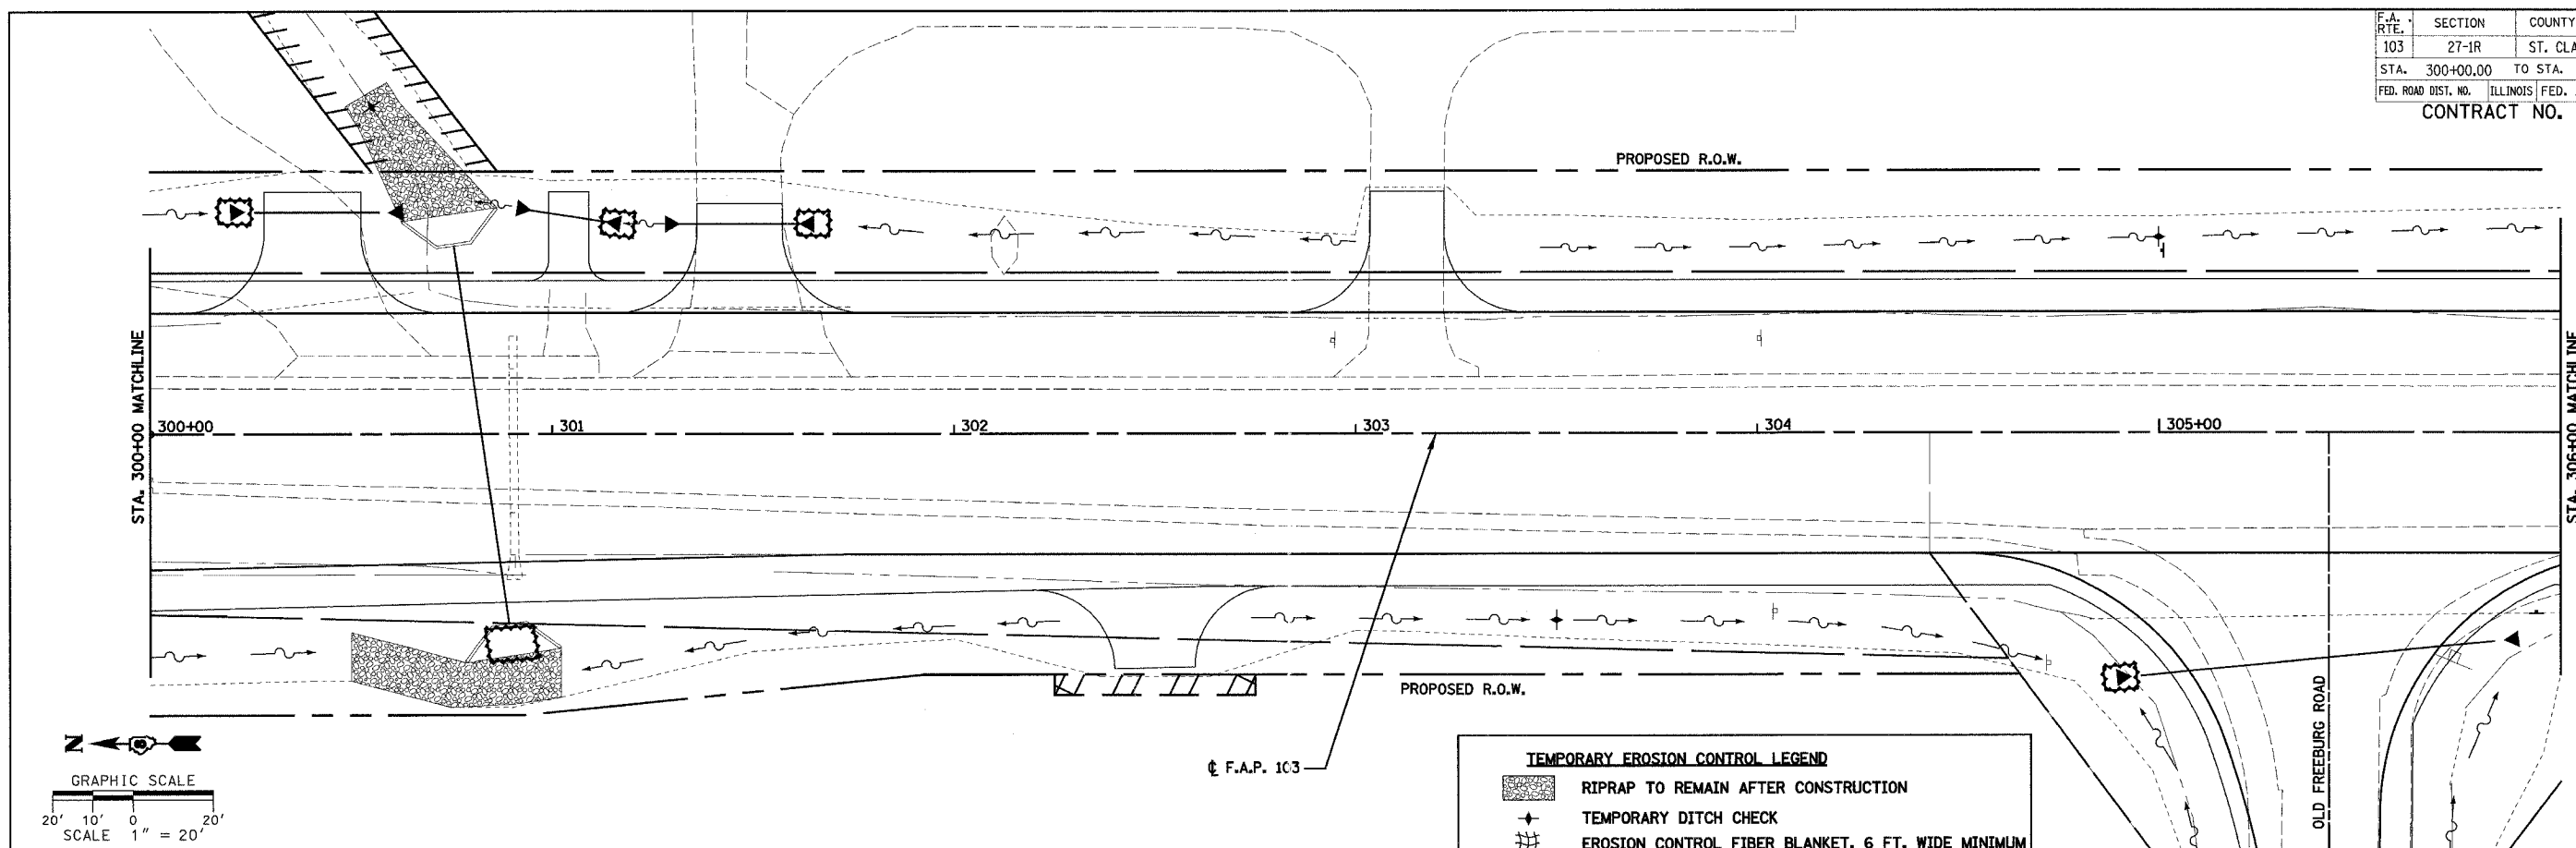 F.A. RTE. SECTION COUNTY
103 27-1R ST. CLA
STA. 300+00.00 TO STA.
FED. ROAD DIST. NO. ILLINOIS FED.
CONTRACT NO.
PROPOSED R.O.W.
STA. 300+00 MATCHLINE
STA. 306+00 MATCHLINE
300+00 301 302 303 304 305+00
PROPOSED R.O.W.
OLD FREEBURG ROAD
℄ F.A.P. 103
N
GRAPHIC SCALE
20' 10' 0 20'
SCALE 1" = 20'
TEMPORARY EROSION CONTROL LEGEND
RIPRAP TO REMAIN AFTER CONSTRUCTION
TEMPORARY DITCH CHECK
EROSION CONTROL FIBER BLANKET, 6 FT. WIDE MINIMUM